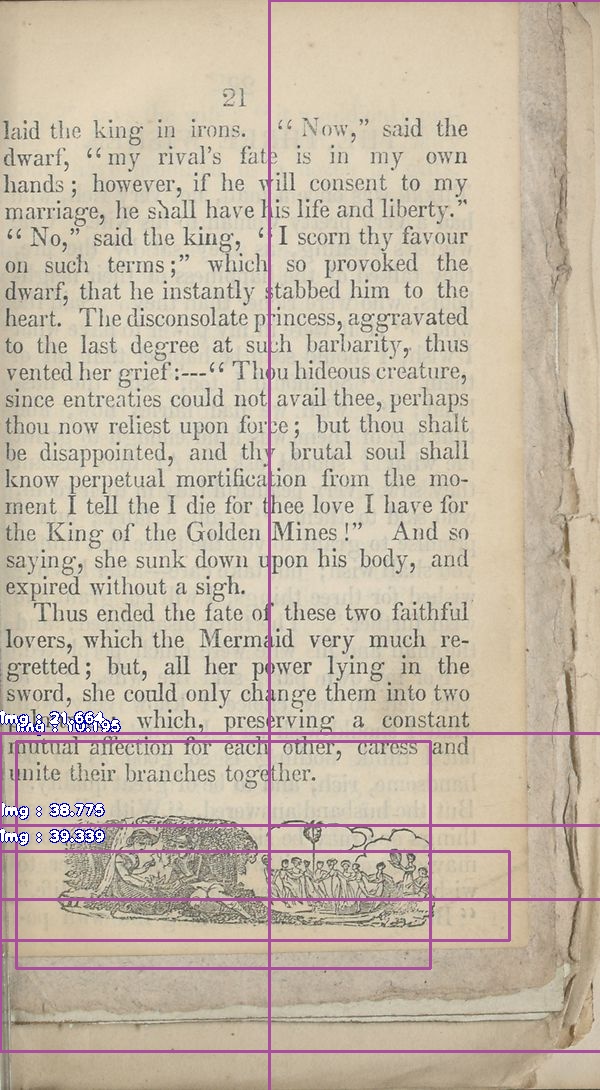 21
laid the king in irons. “ Now,” said the
dwarf, “ my rival’s fate is in my own
hands ; however, if he will consent to my
marriage, he shall have his life and liberty.”
“ No,” said the king, “ I scorn thy favour
on such terms ;” which so provoked the
dwarf, that he instantly stabbed him to the
heart. The disconsolate princess, aggravated
to the last degree at such barbarity, thus
vented her grief :---“ Thou hideous creature,
since entreaties could not avail thee, perhaps
thou now reliest upon force ; but thou shalt
be disappointed, and thy brutal soul shall
know perpetual mortification from the mo-
ment I tell the I die for thee love I have for
the King of the Golden Mines !” And so
saying, she sunk down upon his body, and
expired without a sigh.
Thus ended the fate of these two faithful
lovers, which the Mermaid very much re-
gretted ; but, all her power lying in the
sword, she could only change them into two
which, preserving a constant
mutual affection for each other, caress and
unite their branches together.
Img : 21.664
Img : 10.195
Img : 38.775
Img : 39.339